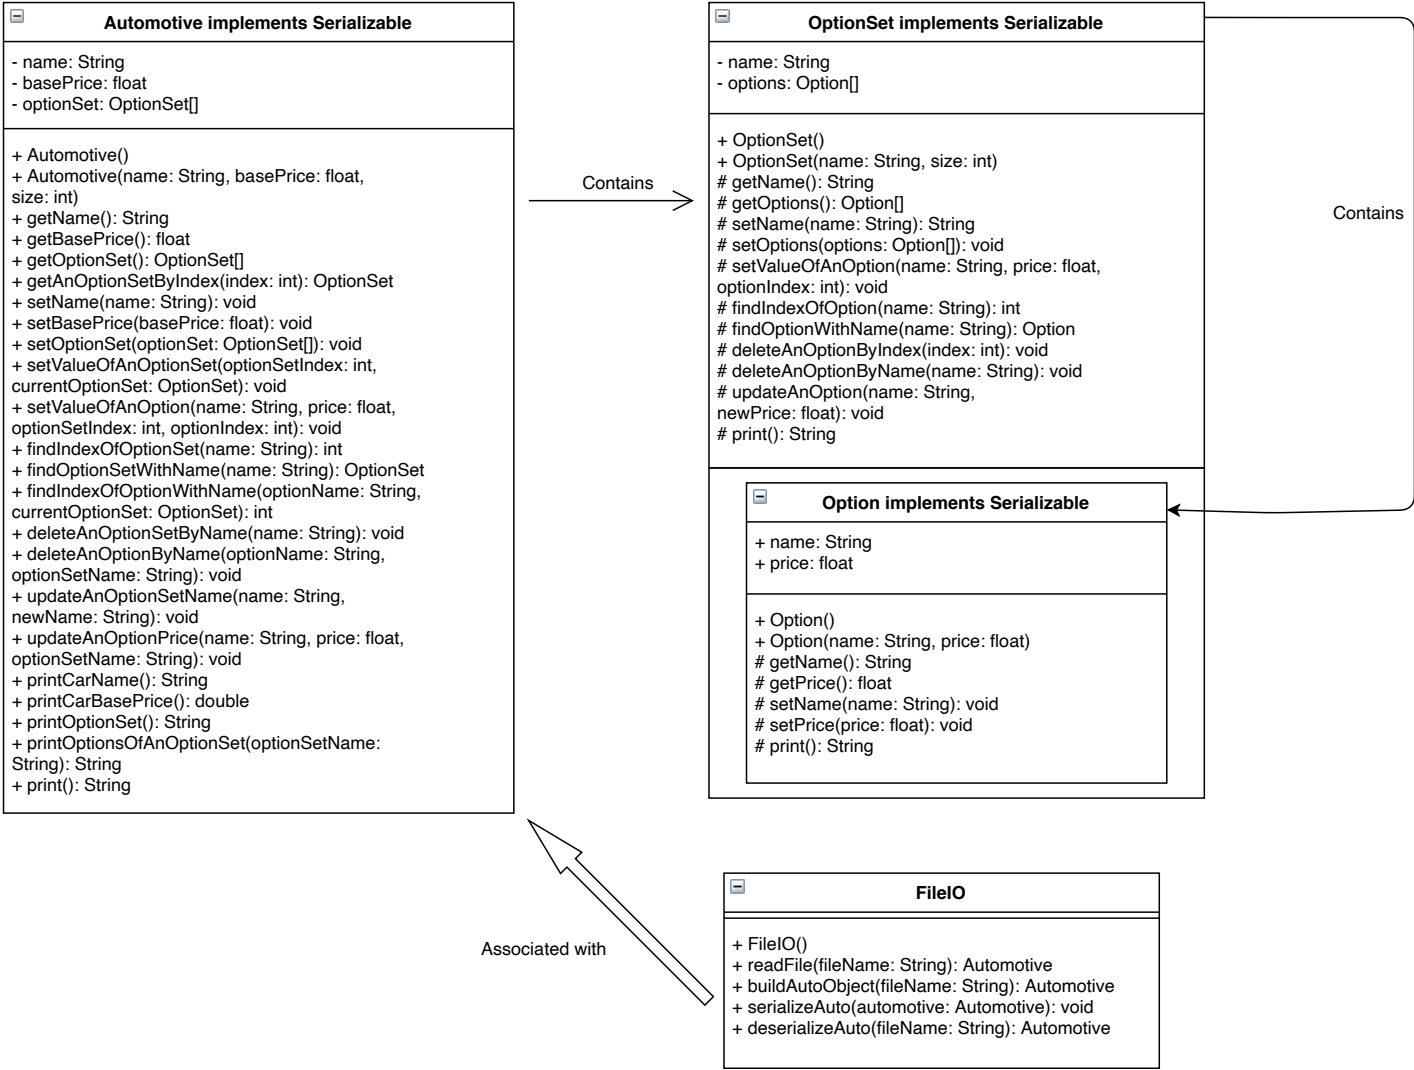 Automotive implements Serializable
- name: String
- basePrice: float
- optionSet: OptionSet[]
+ Automotive()
+ Automotive(name: String, basePrice: float,
size: int)
+ getName(): String
+ getBasePrice(): float
+ getOptionSet(): OptionSet[]
+ getAnOptionSetByIndex(index: int): OptionSet
+ setName(name: String): void
+ setBasePrice(basePrice: float): void
+ setOptionSet(optionSet: OptionSet[]): void
+ setValueOfAnOptionSet(optionSetIndex: int,
currentOptionSet: OptionSet): void
+ setValueOfAnOption(name: String, price: float,
optionSetIndex: int, optionIndex: int): void
+ findIndexOfOptionSet(name: String): int
+ findOptionSetWithName(name: String): OptionSet
+ findIndexOfOptionWithName(optionName: String,
currentOptionSet: OptionSet): int
+ deleteAnOptionSetByName(name: String): void
+ deleteAnOptionByName(optionName: String,
optionSetName: String): void
+ updateAnOptionSetName(name: String,
newName: String): void
+ updateAnOptionPrice(name: String, price: float,
optionSetName: String): void
+ printCarName(): String
+ printCarBasePrice(): double
+ printOptionSet(): String
+ printOptionsOfAnOptionSet(optionSetName:
String): String
+ print(): String
Contains
OptionSet implements Serializable
- name: String
- options: Option[]
+ OptionSet()
+ OptionSet(name: String, size: int)
# getName(): String
# getOptions(): Option[]
# setName(name: String): String
# setOptions(options: Option[]): void
# setValueOfAnOption(name: String, price: float,
optionIndex: int): void
# findIndexOfOption(name: String): int
# findOptionWithName(name: String): Option
# deleteAnOptionByIndex(index: int): void
# deleteAnOptionByName(name: String): void
# updateAnOption(name: String,
newPrice: float): void
# print(): String
Contains
Option implements Serializable
+ name: String
+ price: float
+ Option()
+ Option(name: String, price: float)
# getName(): String
# getPrice(): float
# setName(name: String): void
# setPrice(price: float): void
# print(): String
Associated with
FileIO
+ FileIO()
+ readFile(fileName: String): Automotive
+ buildAutoObject(fileName: String): Automotive
+ serializeAuto(automotive: Automotive): void
+ deserializeAuto(fileName: String): Automotive